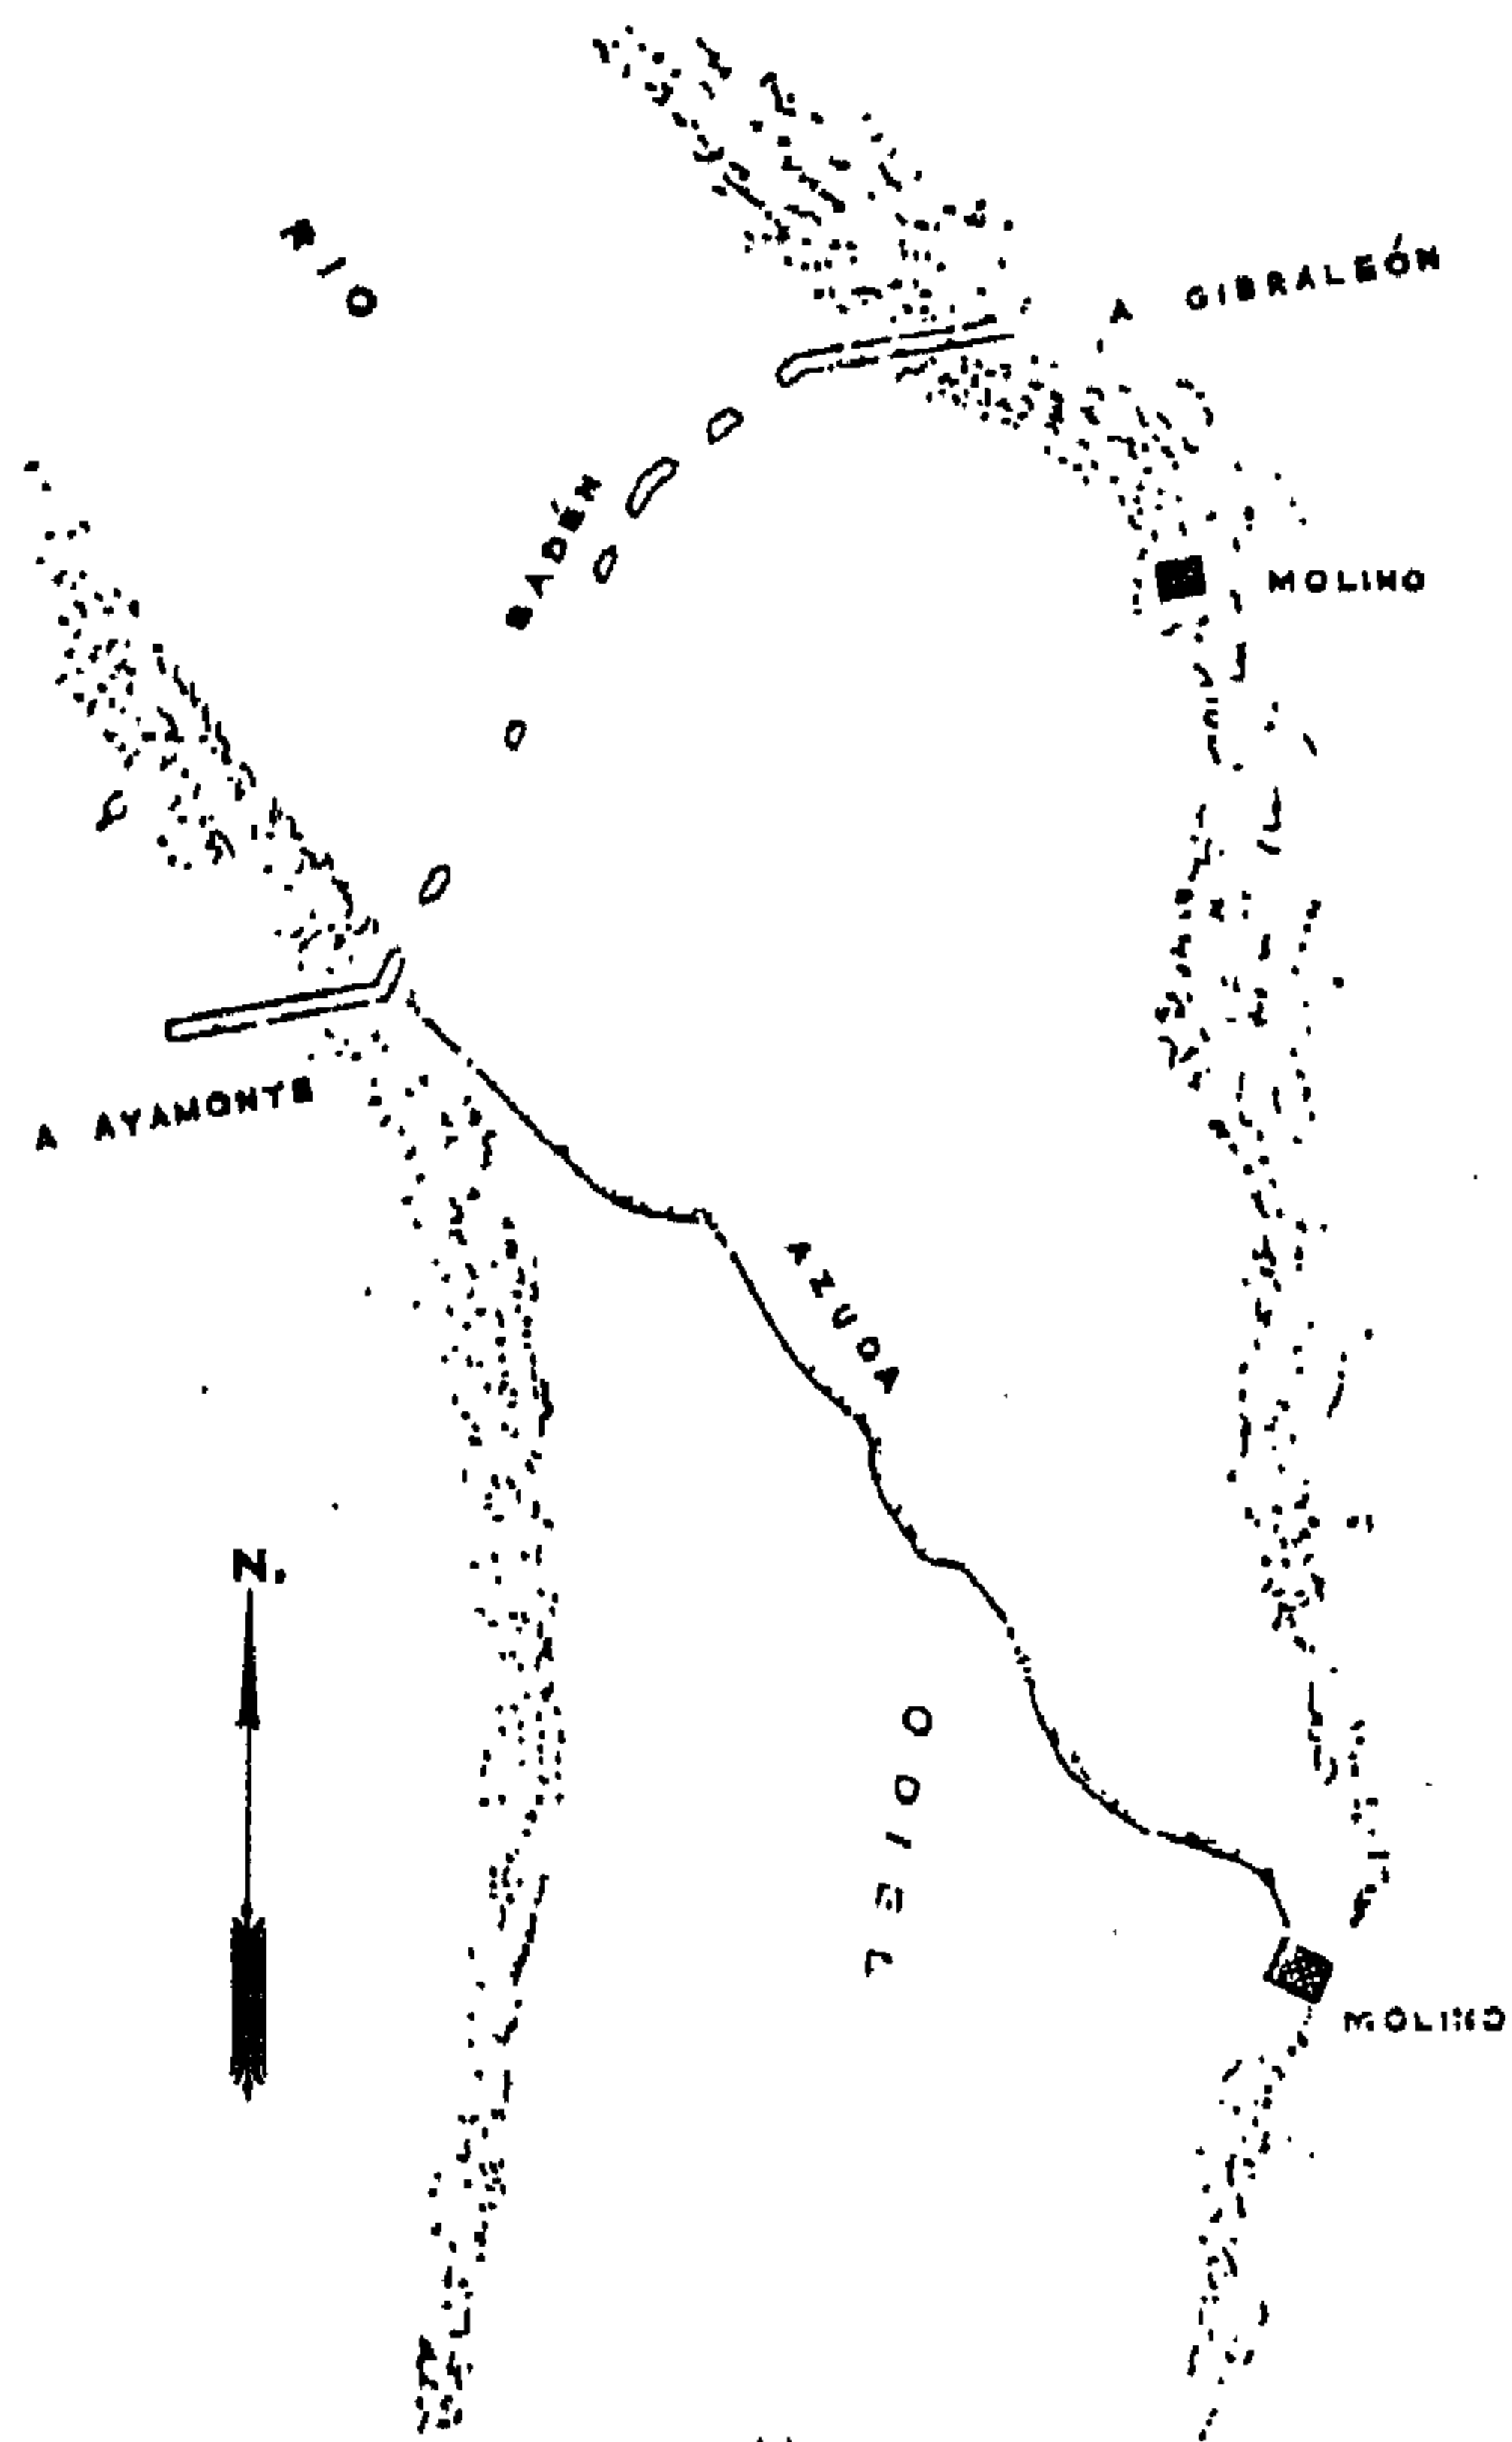 RIO
A GIBRALEÓN
BADÉN
MOLINO
A AYAMONTE
AZUDA
N.
ODIEL
MOLINO